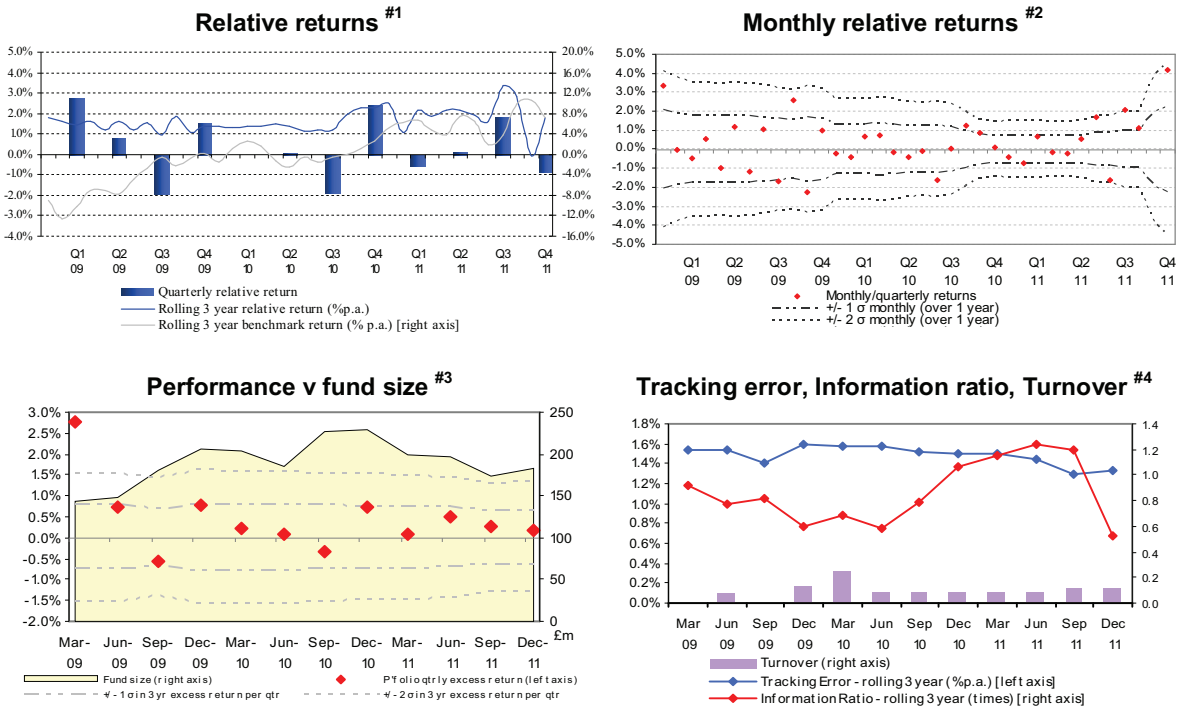 Relative returns #1
5.0%
4.0%
3.0%
2.0%
1.0%
0.0%
-1.0%
-2.0%
-3.0%
-4.0%
20.0%
16.0%
12.0%
8.0%
4.0%
0.0%
-4.0%
-8.0%
-12.0%
-16.0%
Q1 Q2 Q3 Q4 Q1 Q2 Q3 Q4 Q1 Q2 Q3 Q4
09 09 09 09 10 10 10 10 11 11 11 11
Quarterly relative return
Rolling 3 year relative return (%p.a.)
Rolling 3 year benchmark return (% p.a.) [right axis]
Monthly relative returns #2
5.0%
4.0%
3.0%
2.0%
1.0%
0.0%
-1.0%
-2.0%
-3.0%
-4.0%
-5.0%
Q1 Q2 Q3 Q4 Q1 Q2 Q3 Q4 Q1 Q2 Q3 Q4
09 09 09 09 10 10 10 10 11 11 11 11
Monthly/quarterly returns
+/- 1 σ monthly (over 1 year)
+/- 2 σ monthly (over 1 year)
Performance v fund size #3
3.0%
2.5%
2.0%
1.5%
1.0%
0.5%
0.0%
-0.5%
-1.0%
-1.5%
-2.0%
250
200
150
100
50
0
£m
Mar- Jun- Sep- Dec- Mar- Jun- Sep- Dec- Mar- Jun- Sep- Dec-
09 09 09 09 10 10 10 10 11 11 11 11
Fund size (right axis)
P'folio qtrly excess return (left axis)
+/- 1 σ in 3 yr excess return per qtr
+/- 2 σ in 3 yr excess return per qtr
Tracking error, Information ratio, Turnover #4
1.8%
1.6%
1.4%
1.2%
1.0%
0.8%
0.6%
0.4%
0.2%
0.0%
1.4
1.2
1.0
0.8
0.6
0.4
0.2
0.0
Mar Jun Sep Dec Mar Jun Sep Dec Mar Jun Sep Dec
09 09 09 09 10 10 10 10 11 11 11 11
Turnover (right axis)
Tracking Error - rolling 3 year (%p.a.) [left axis]
Information Ratio - rolling 3 year (times) [right axis]